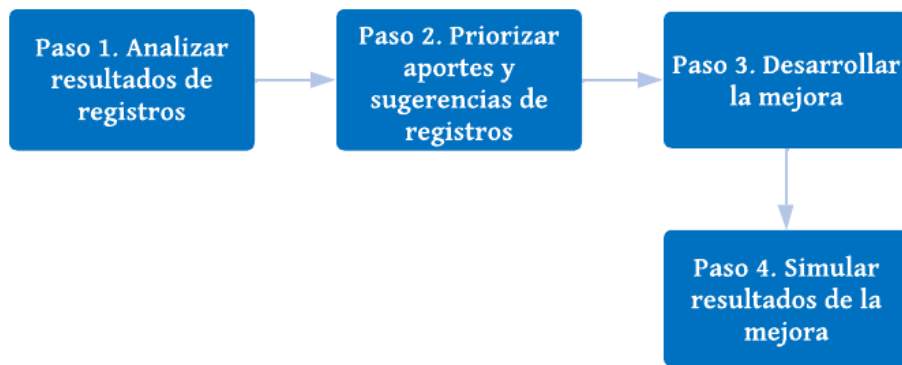 Paso 1. Analizar
resultados de
registros
Paso 2. Priorizar
aportes y
sugerencias de
registros
Paso 3. Desarrollar
la mejora
Paso 4. Simular
resultados de la
mejora